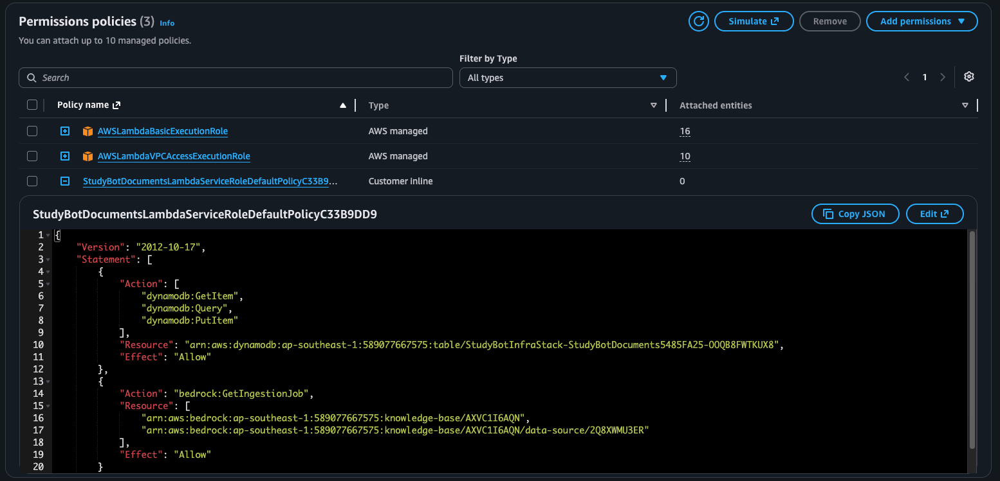 Permissions policies (3) Info
Simulate
Remove
Add permissions
You can attach up to 10 managed policies.
Filter by Type
Search
All types
1
Policy name
Type
Attached entities
AWSLambdaBasicExecutionRole
AWS managed
16
AWSLambdaVPCAccessExecutionRole
AWS managed
10
StudyBotDocumentsLambdaServiceRoleDefaultPolicyC33B9...
Customer inline
0
StudyBotDocumentsLambdaServiceRoleDefaultPolicyC33B9DD9
Copy JSON
Edit
1 {
2 "Version": "2012-10-17",
3 "Statement": [
4 {
5 "Action": [
6 "dynamodb:GetItem",
7 "dynamodb:Query",
8 "dynamodb:PutItem"
9 ],
10 "Resource": "arn:aws:dynamodb:ap-southeast-1:589077667575:table/StudyBotInfraStack-StudyBotDocuments5485FA25-OOQB8FWTKUX8",
11 "Effect": "Allow"
12 },
13 {
14 "Action": "bedrock:GetIngestionJob",
15 "Resource": [
16 "arn:aws:bedrock:ap-southeast-1:589077667575:knowledge-base/AXVC1I6AQN",
17 "arn:aws:bedrock:ap-southeast-1:589077667575:knowledge-base/AXVC1I6AQN/data-source/2Q8XWMU3ER"
18 ],
19 "Effect": "Allow"
20 }